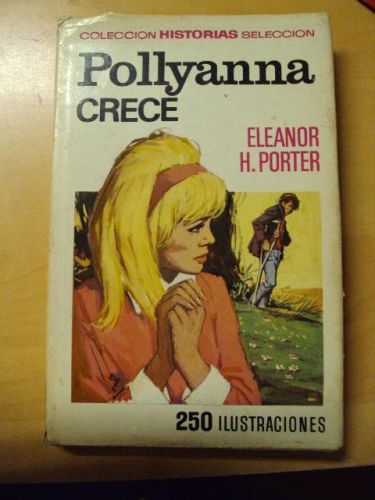 COLECCION HISTORIAS SELECCION
Pollyanna
CRECE
ELEANOR
H. PORTER
250 ILUSTRACIONES